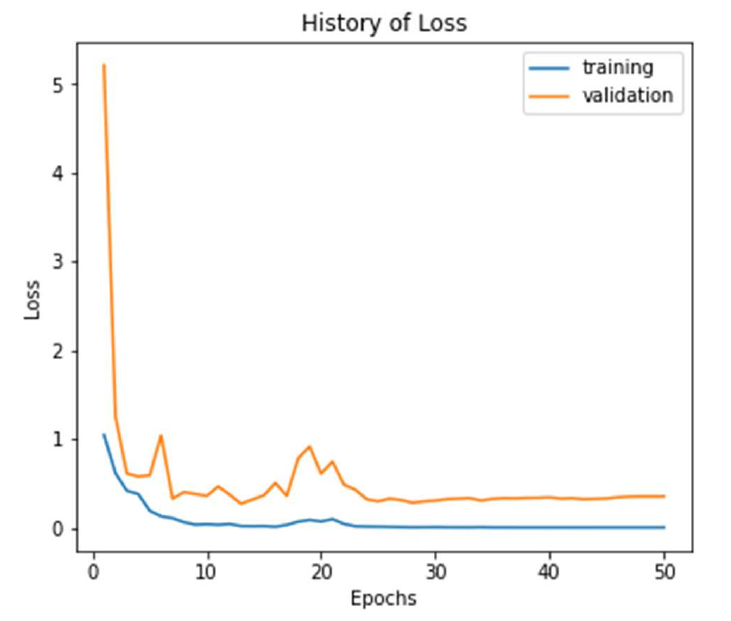 History of Loss
training
validation
5
4
3
2
1
0
Loss
0 10 20 30 40 50
Epochs